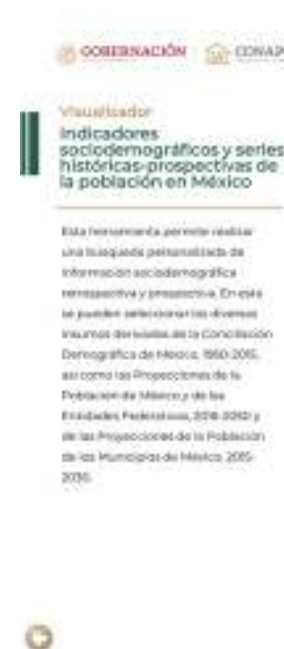 GOBERNACIÓN CONAPO
Visualizador
Indicadores
sociodemográficos y series
históricas-prospectivas de
la población en México
Esta herramienta permite realizar
una búsqueda personalizada de
información sociodemográfica
retrospectiva y prospectiva. En esta
se pueden seleccionar los diversos
insumos derivados de la Conciliación
Demográfica de México, 1950-2015,
así como las Proyecciones de la
Población de México y de las
Entidades Federativas, 2016-2050 y
de las Proyecciones de la Población
de los Municipios de México, 2015-
2030.